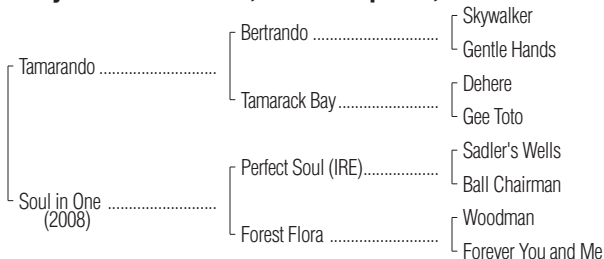 Skywalker
Bertrando ..............................
Gentle Hands
Tamarando ............................
Dehere
Tamarack Bay........................
Gee Toto
Sadler's Wells
Perfect Soul (IRE)..................
Ball Chairman
Soul in One ..........................
(2008)
Woodman
Forest Flora ..........................
Forever You and Me